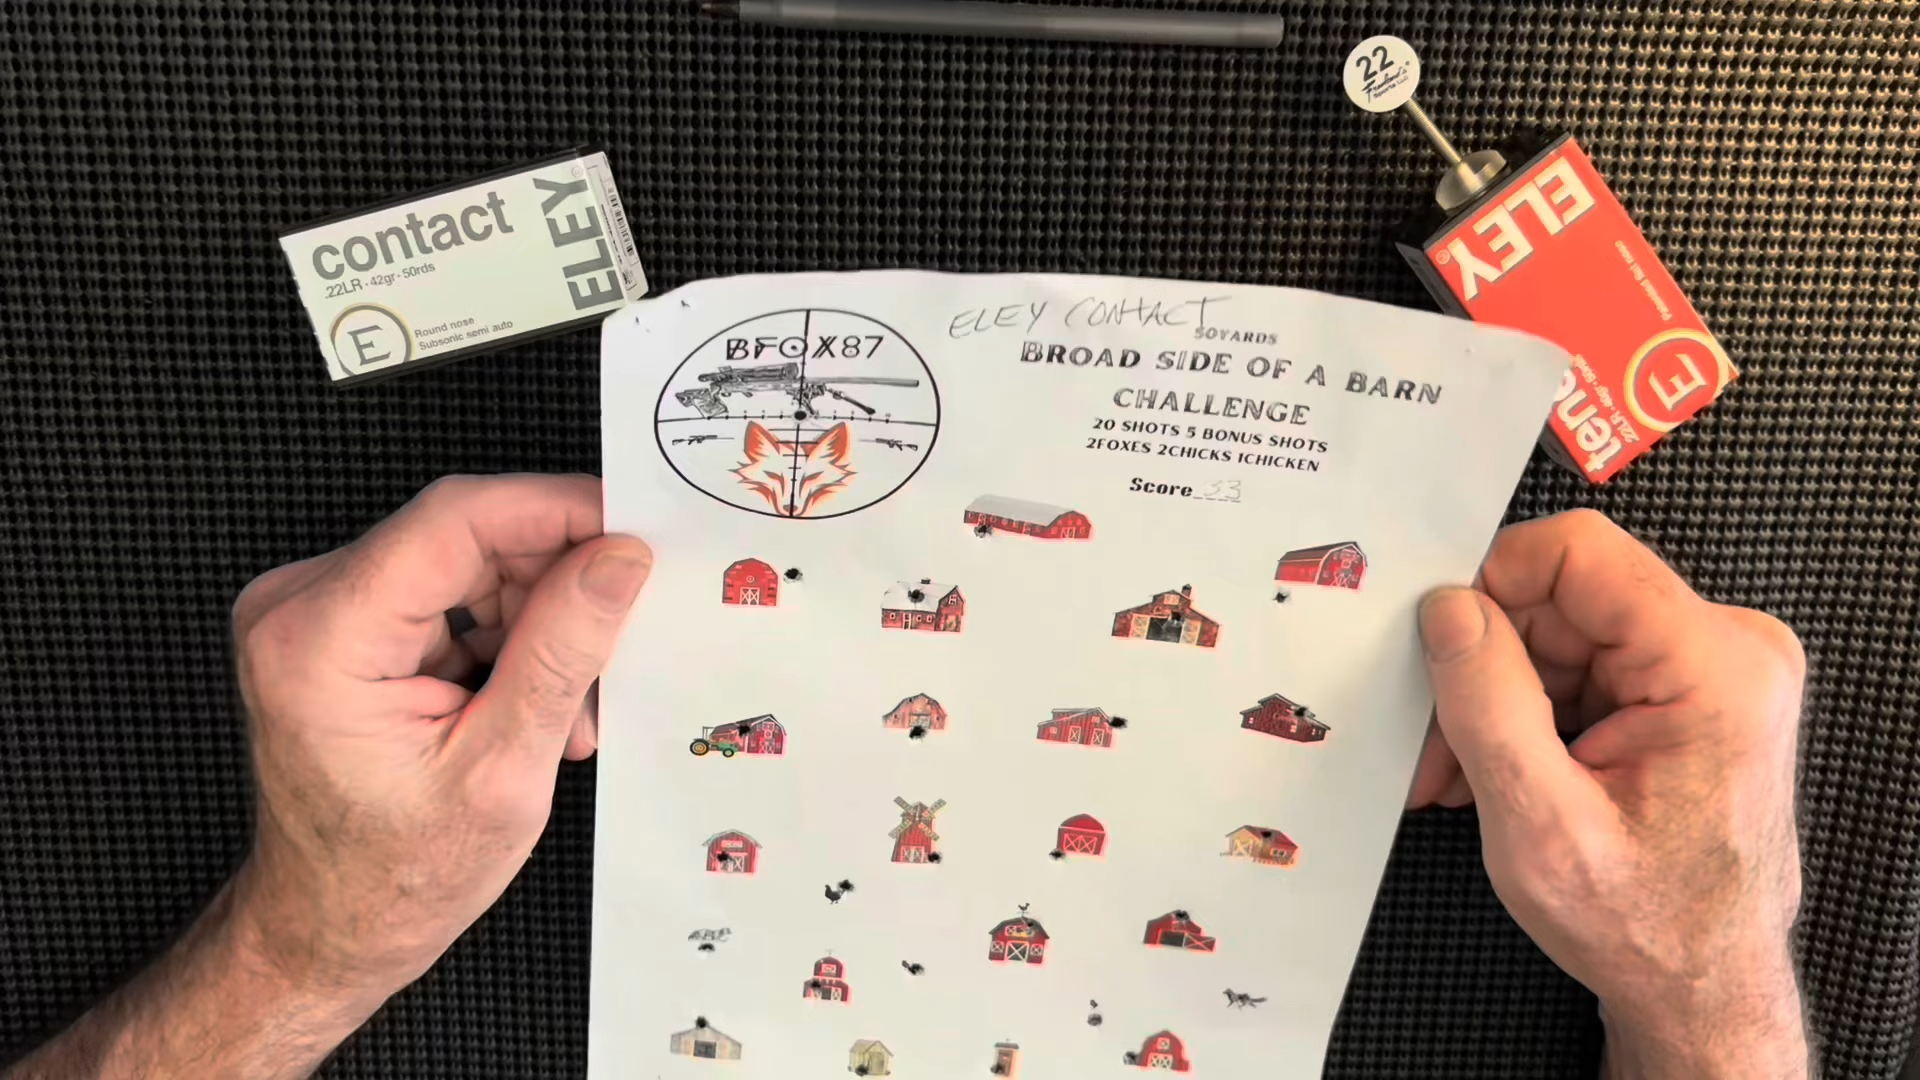 22
contact
.22LR - 42gr - 50rds
E
Round nose
Subsonic semi auto
ELEY
ELEY
E
22LR
ELEY CONTACT
50YARDS
BFOX87
BROAD SIDE OF A BARN
CHALLENGE
20 SHOTS 5 BONUS SHOTS
2FOXES 2CHICKS 1CHICKEN
Score 33